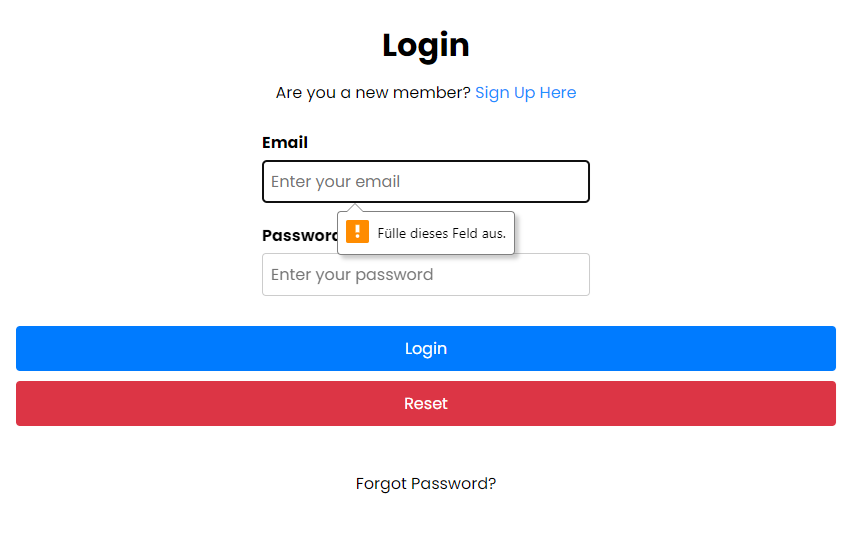 Login
Are you a new member? Sign Up Here
Email
Enter your email
Fülle dieses Feld aus.
Password
Enter your password
Login
Reset
Forgot Password?